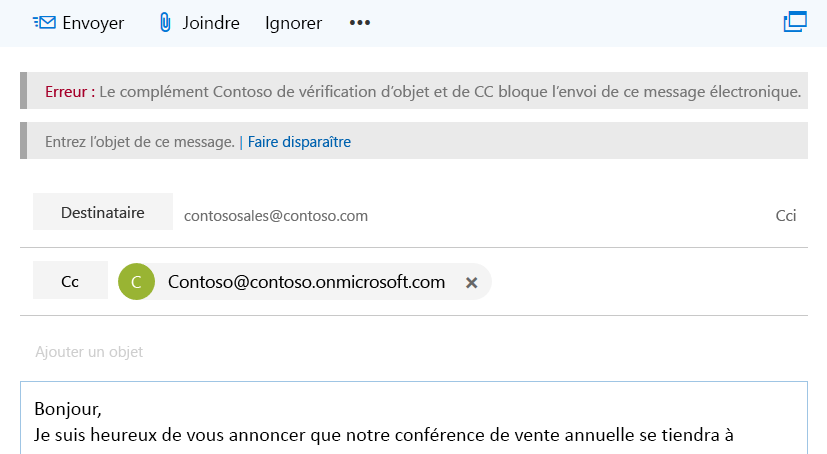 Envoyer Joindre Ignorer •••
Erreur : Le complément Contoso de vérification d'objet et de CC bloque l'envoi de ce message électronique.
Entrez l'objet de ce message. | Faire disparaître
Destinataire contososales@contoso.com Cci
Cc C Contoso@contoso.onmicrosoft.com ×
Ajouter un objet
Bonjour,
Je suis heureux de vous annoncer que notre conférence de vente annuelle se tiendra à